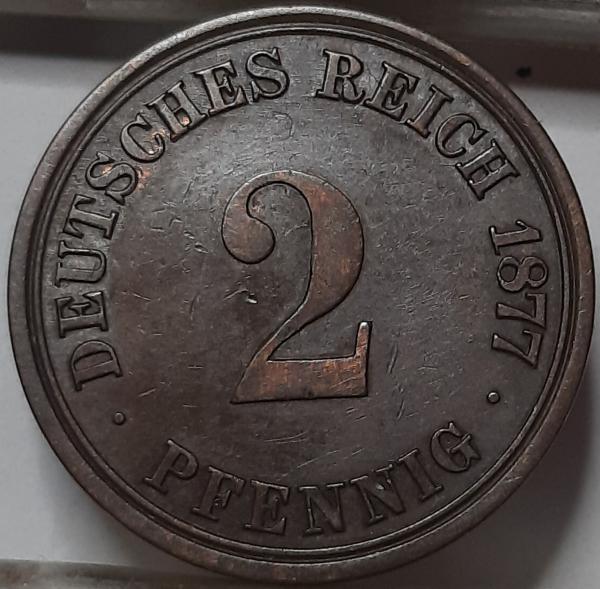 DEUTSCHES REICH 1877
2
· PFENNIG ·